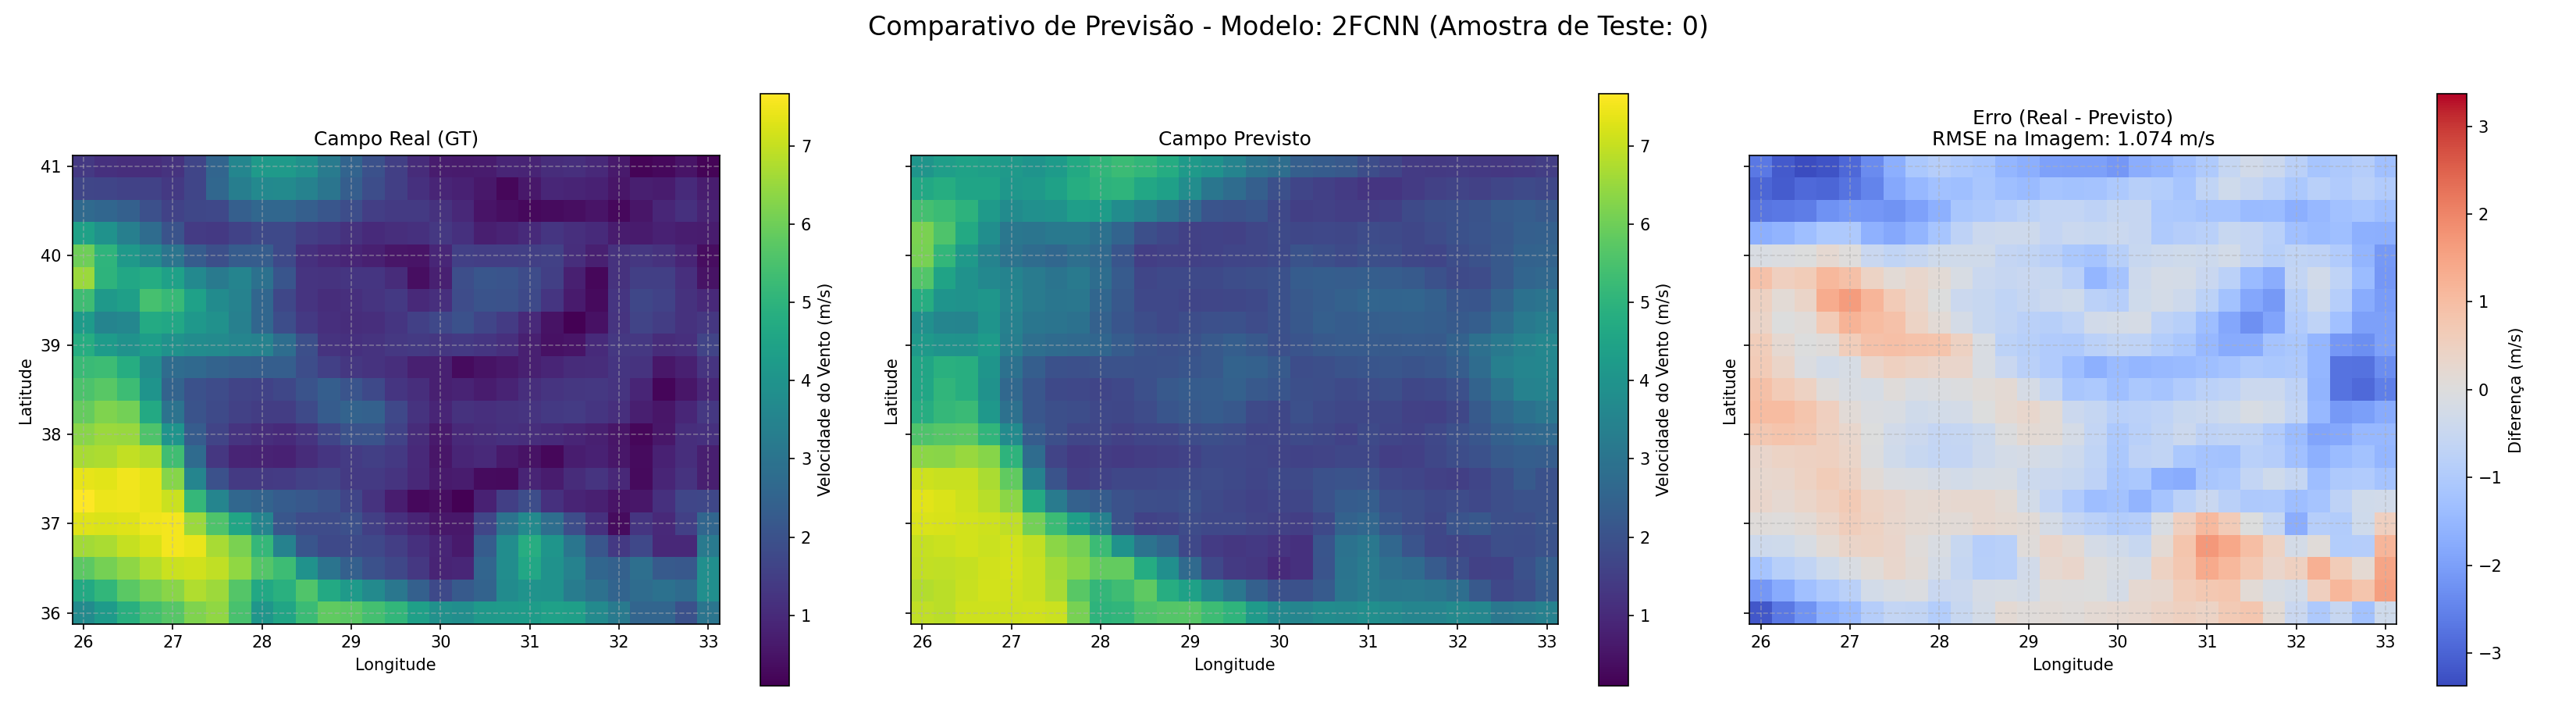 Comparativo de Previsão - Modelo: 2FCNN (Amostra de Teste: 0)
Campo Real (GT)
41
40
39
38
37
36
Latitude
26 27 28 29 30 31 32 33
Longitude
7
6
5
4
3
2
1
Velocidade do Vento (m/s)
Campo Previsto
Latitude
26 27 28 29 30 31 32 33
Longitude
7
6
5
4
3
2
1
Velocidade do Vento (m/s)
Erro (Real - Previsto)
RMSE na Imagem: 1.074 m/s
Latitude
26 27 28 29 30 31 32 33
Longitude
3
2
1
0
−1
−2
−3
Diferença (m/s)